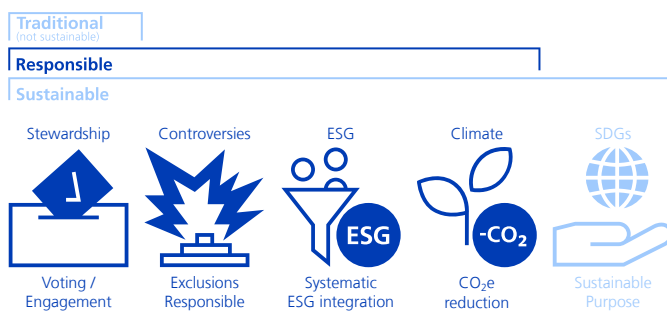 Traditional
(not sustainable)
Responsible
Sustainable
Stewardship
Controversies
ESG
Climate
SDGs
ESG
-CO₂
Voting /
Engagement
Exclusions
Responsible
Systematic
ESG integration
CO₂e
reduction
Sustainable
Purpose